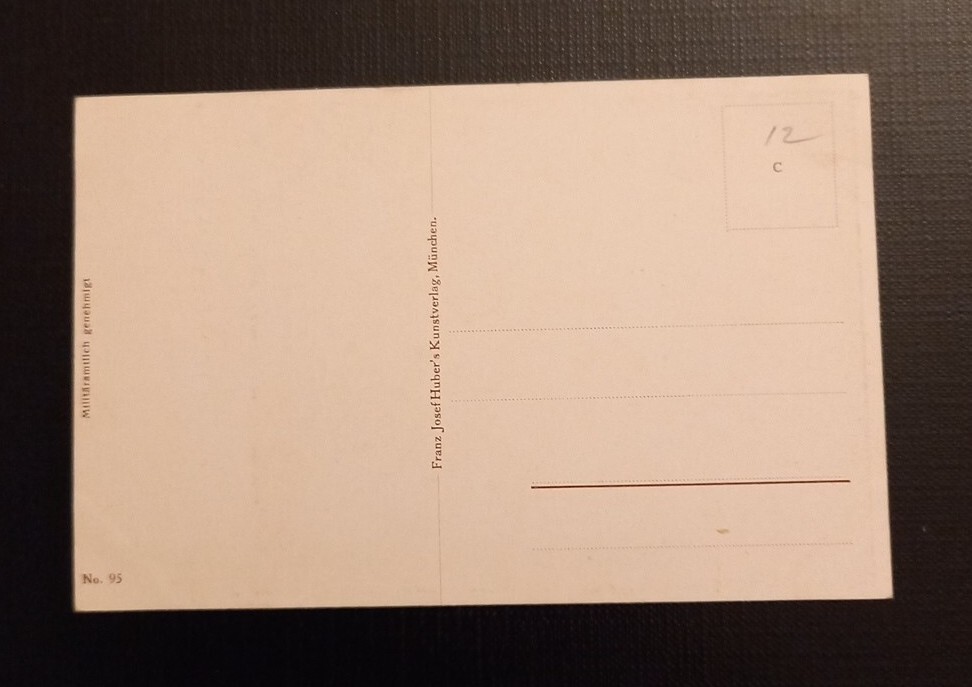 Militäramtlich genehmigt
No. 95
Franz Josef Huber's Kunstverlag, München.
12
C